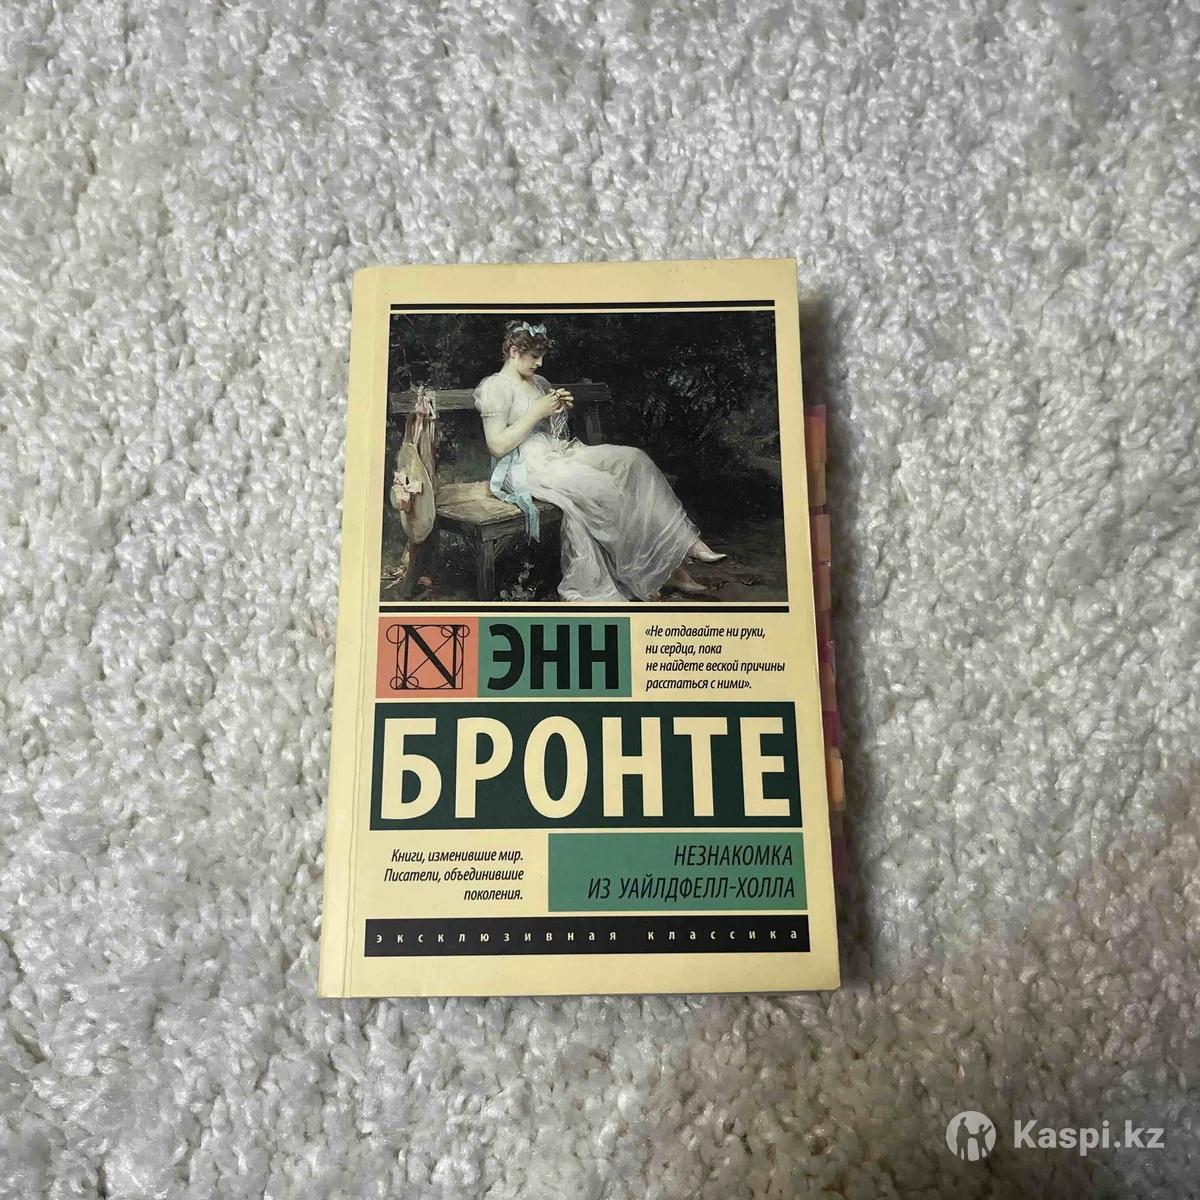 N ЭНН
«Не отдавайте ни руки,
ни сердца, пока
не найдете веской причины
расстаться с ними».
БРОНТЕ
Книги, изменившие мир.
Писатели, объединившие
поколения.
НЕЗНАКОМКА
ИЗ УАЙЛДФЕЛЛ-ХОЛЛА
эксклюзивная классика
Kaspi.kz